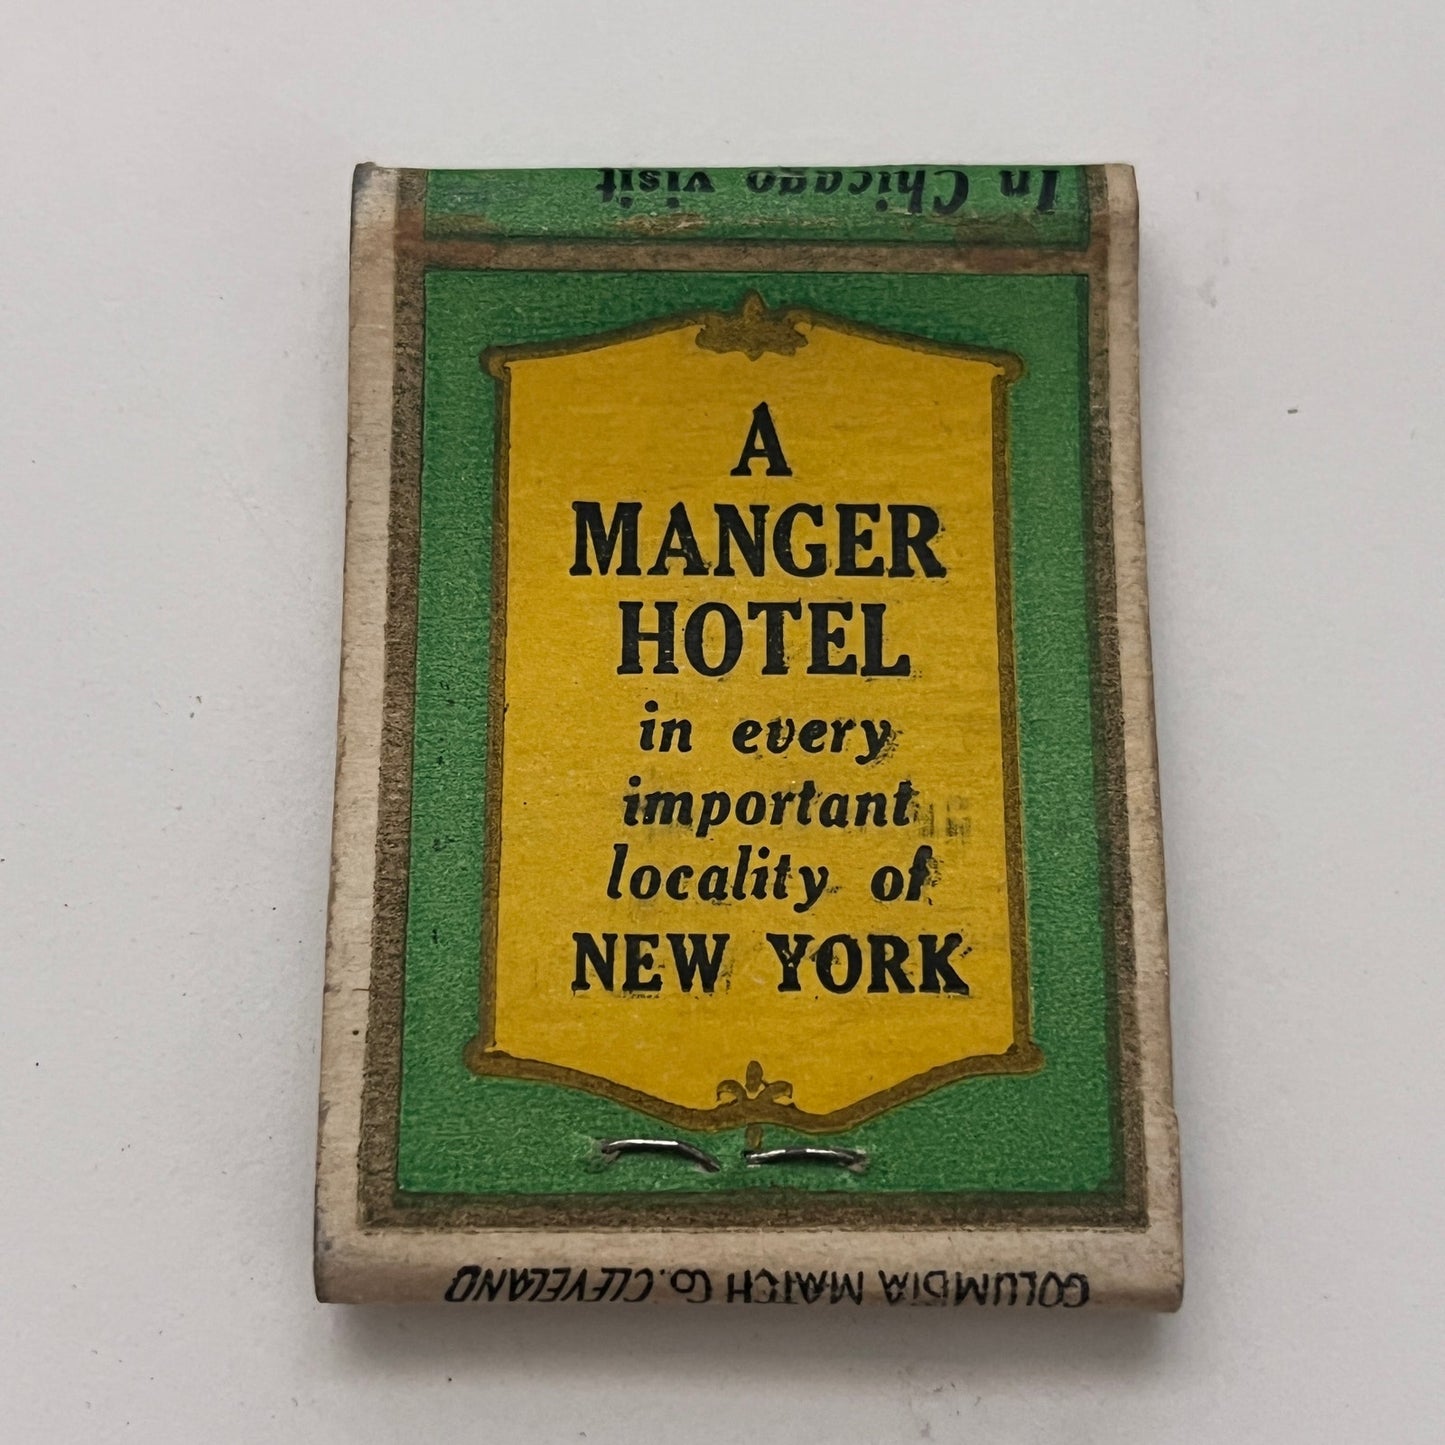 In Chicago visit
A
MANGER
HOTEL
in every
important
locality of
NEW YORK
COLUMBIA MATCH CO. CLEVELAND